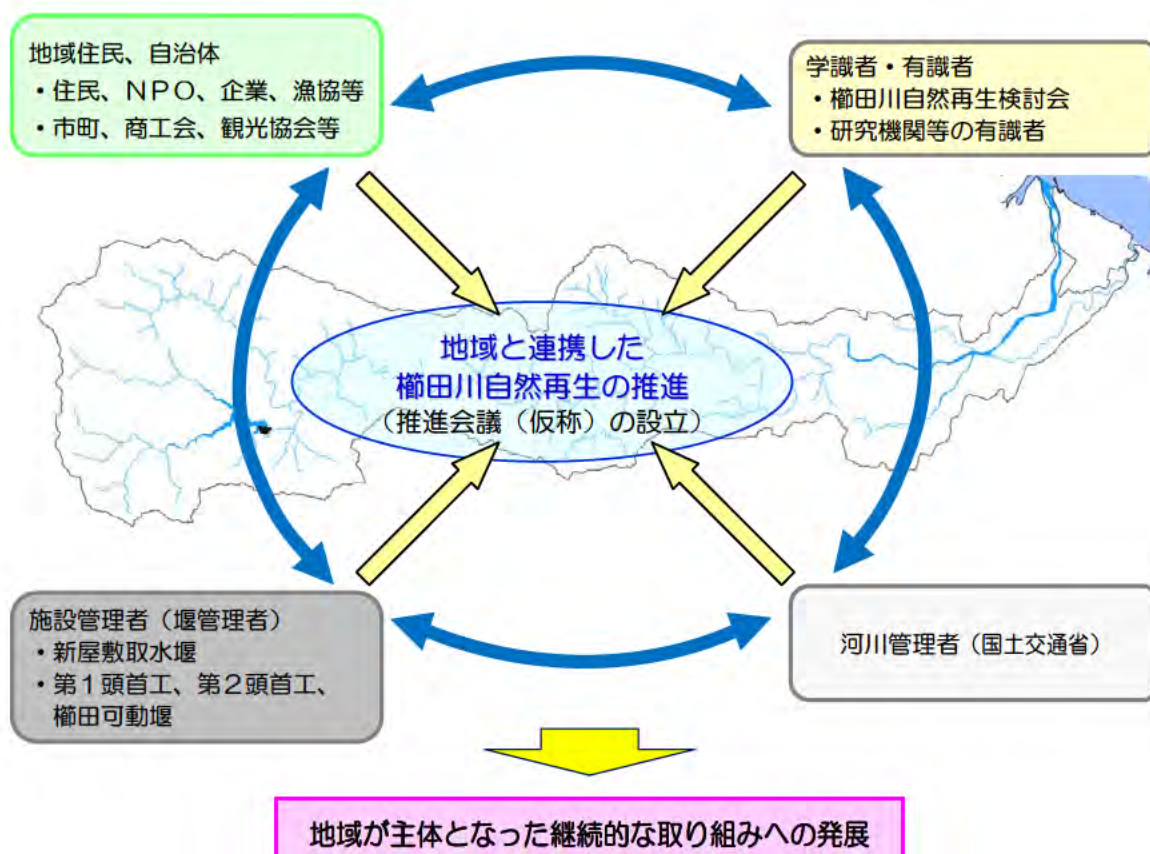 地域住民、自治体
・住民、ＮＰＯ、企業、漁協等
・市町、商工会、観光協会等
学識者・有識者
・櫛田川自然再生検討会
・研究機関等の有識者
地域と連携した
櫛田川自然再生の推進
（推進会議（仮称）の設立）
施設管理者（堰管理者）
・新屋敷取水堰
・第１頭首工、第２頭首工、
櫛田可動堰
河川管理者（国土交通省）
地域が主体となった継続的な取り組みへの発展